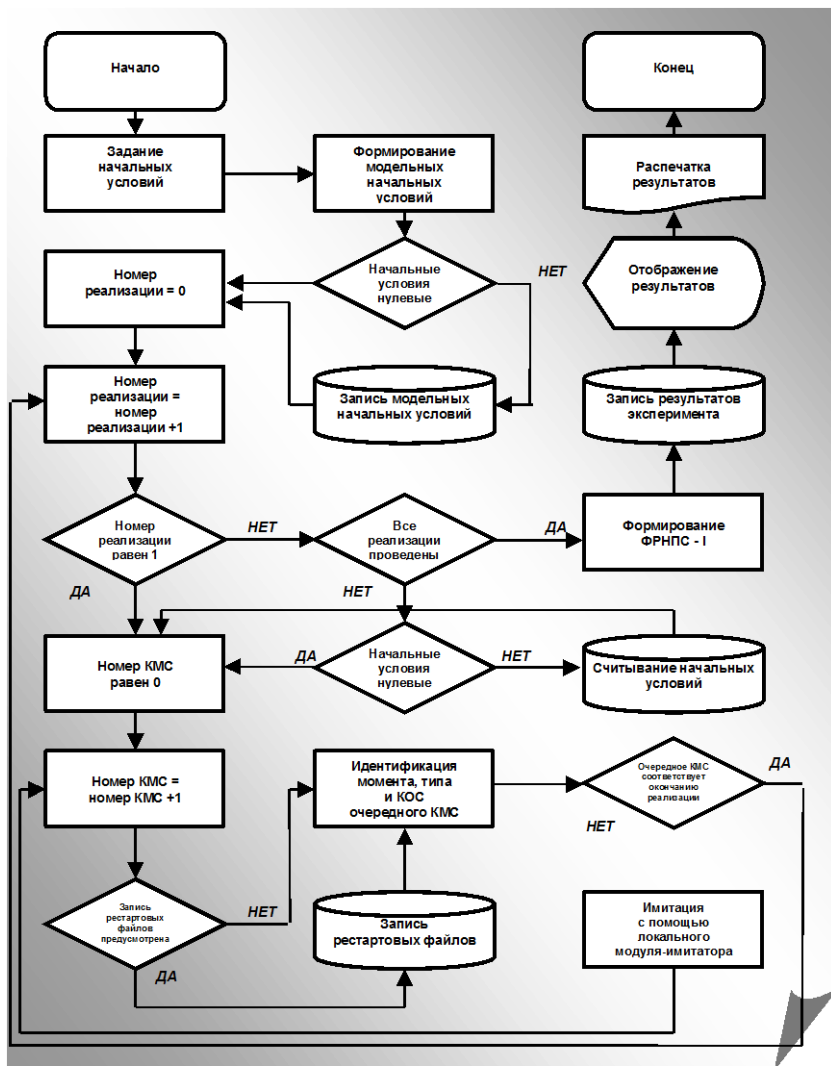 Начало
Конец
Задание
начальных
условий
Формирование
модельных
начальных
условий
Распечатка
результатов
Номер
реализации = 0
Начальные
условия
нулевые
НЕТ
Отображение
результатов
Номер
реализации =
номер
реализации +1
Запись модельных
начальных условий
Запись результатов
эксперимента
Номер
реализации
равен 1
НЕТ
Все
реализации
проведены
ДА
Формирование
ФРНПС - I
ДА
НЕТ
Номер КМС
равен 0
ДА
Начальные
условия
нулевые
НЕТ
Считывание начальных
условий
Номер КМС =
номер КМС +1
Идентификация
момента, типа
и КОС
очередного КМС
Очередное КМС
соответствует
окончанию
реализации
ДА
НЕТ
Запись
рестартовых
файлов
предусмотрена
НЕТ
ДА
Запись
рестартовых файлов
Имитация
с помощью
локального
модуля-имитатора